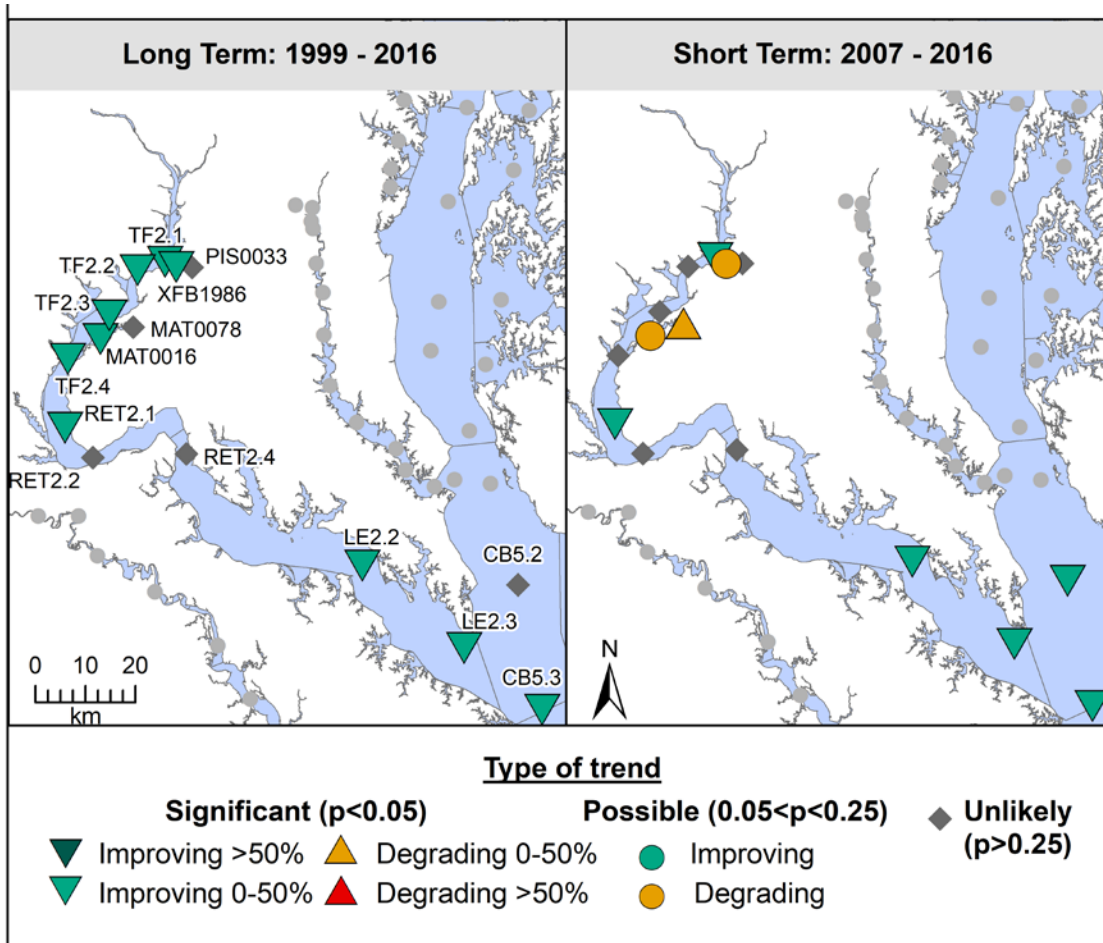 Long Term: 1999 - 2016
Short Term: 2007 - 2016
TF2.1
PIS0033
TF2.2
XFB1986
TF2.3
MAT0078
MAT0016
TF2.4
RET2.1
RET2.4
RET2.2
LE2.2
CB5.2
LE2.3
CB5.3
0 10 20
km
N
Type of trend
Significant (p<0.05) Possible (0.05<p<0.25) Unlikely
(p>0.25)
Improving >50% Degrading 0-50% Improving
Improving 0-50% Degrading >50% Degrading